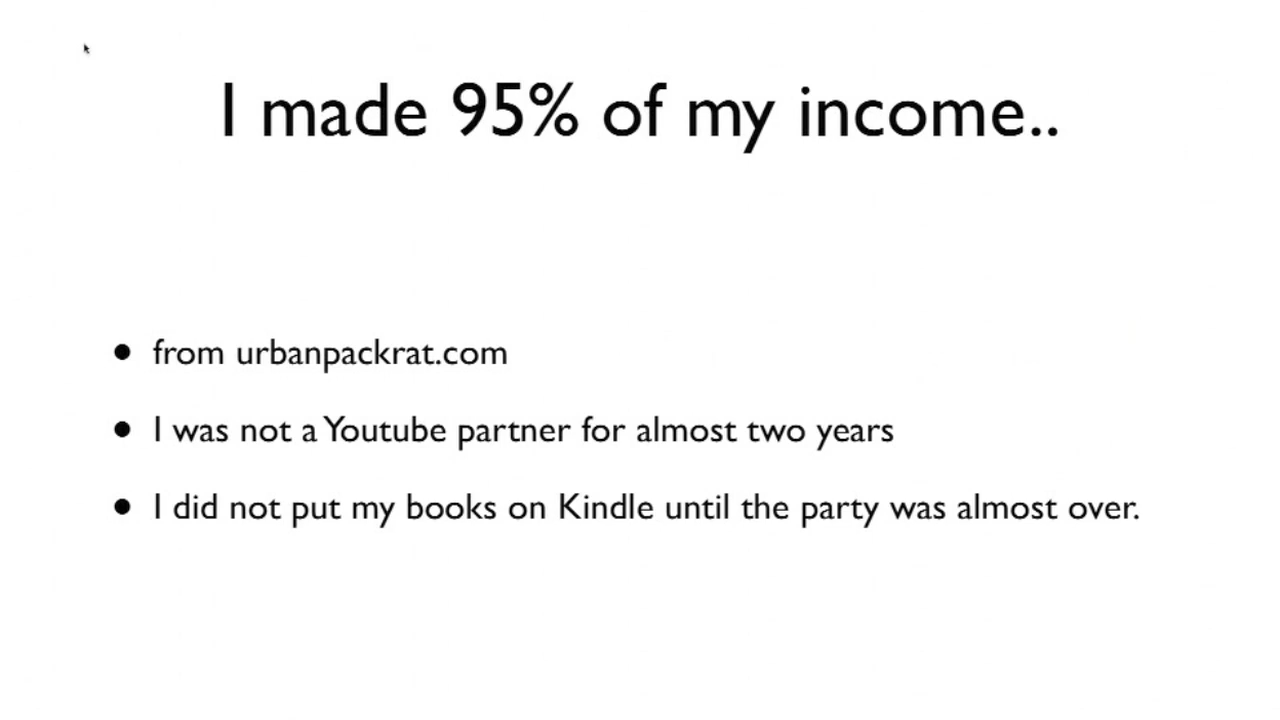 I made 95% of my income..
• from urbanpackrat.com
• I was not a Youtube partner for almost two years
• I did not put my books on Kindle until the party was almost over.